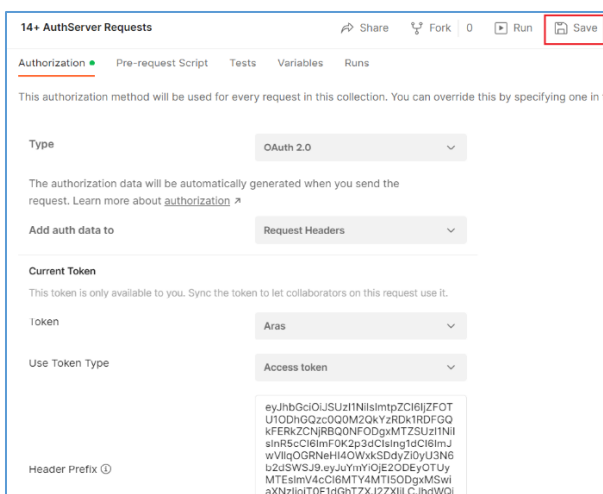 14+ AuthServer Requests Share Fork 0 Run Save
Authorization Pre-request Script Tests Variables Runs
This authorization method will be used for every request in this collection. You can override this by specifying one in
Type OAuth 2.0
The authorization data will be automatically generated when you send the
request. Learn more about authorization ↗
Add auth data to Request Headers
Current Token
This token is only available to you. Sync the token to let collaborators on this request use it.
Token Aras
Use Token Type Access token
Header Prefix